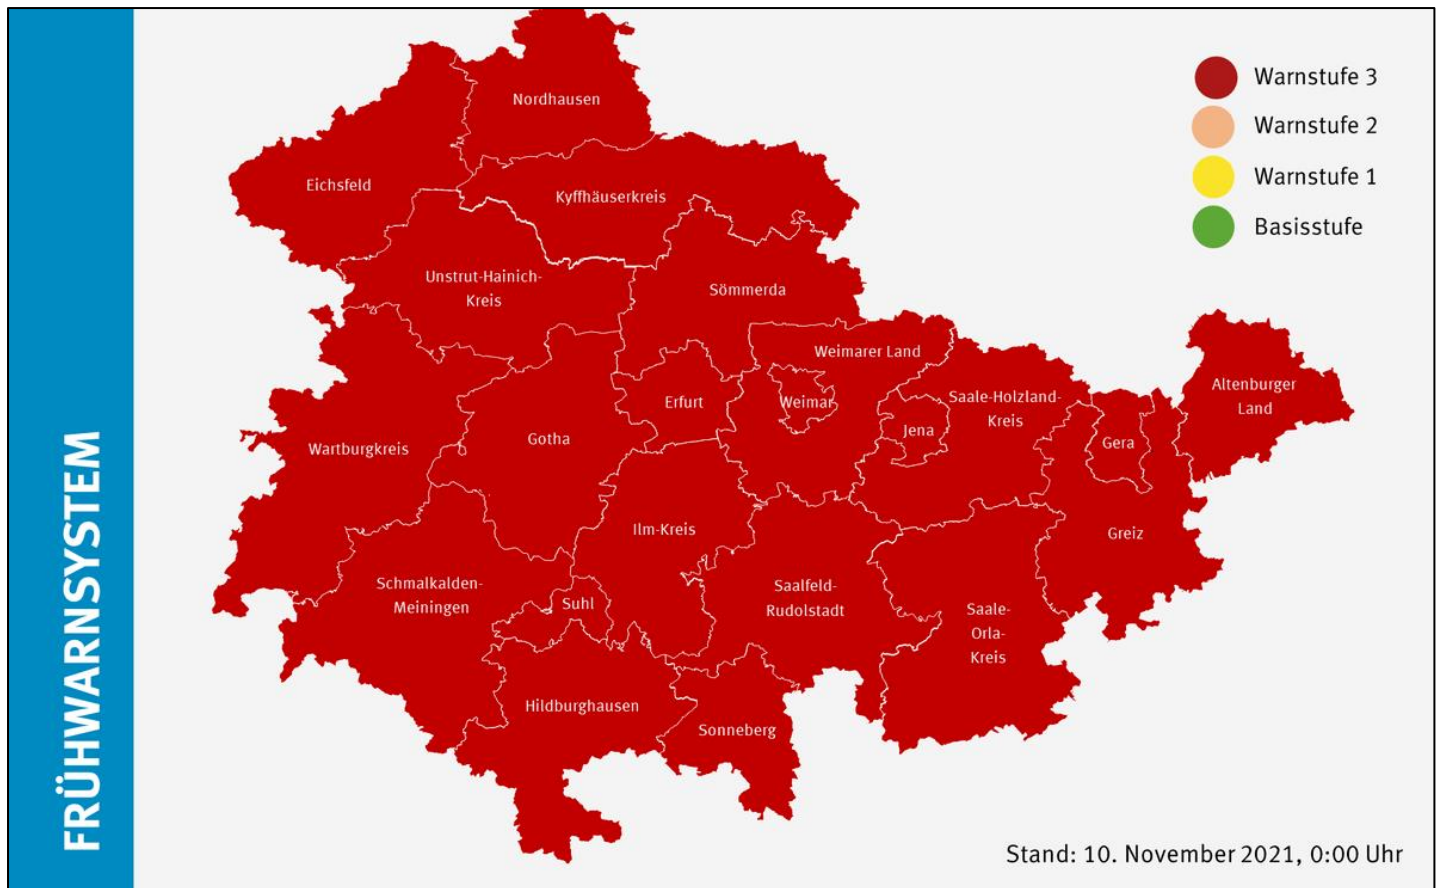 FRÜHWARNSYSTEM
Warnstufe 3
Warnstufe 2
Warnstufe 1
Basisstufe
Nordhausen
Eichsfeld
Kyffhäuserkreis
Unstrut-Hainich-
Kreis
Sömmerda
Weimarer Land
Altenburger
Land
Erfurt
Weimar
Saale-Holzland-
Kreis
Jena
Gera
Wartburgkreis
Gotha
Ilm-Kreis
Greiz
Schmalkalden-
Meiningen
Suhl
Saalfeld-
Rudolstadt
Saale-
Orla-
Kreis
Hildburghausen
Sonneberg
Stand: 10. November 2021, 0:00 Uhr